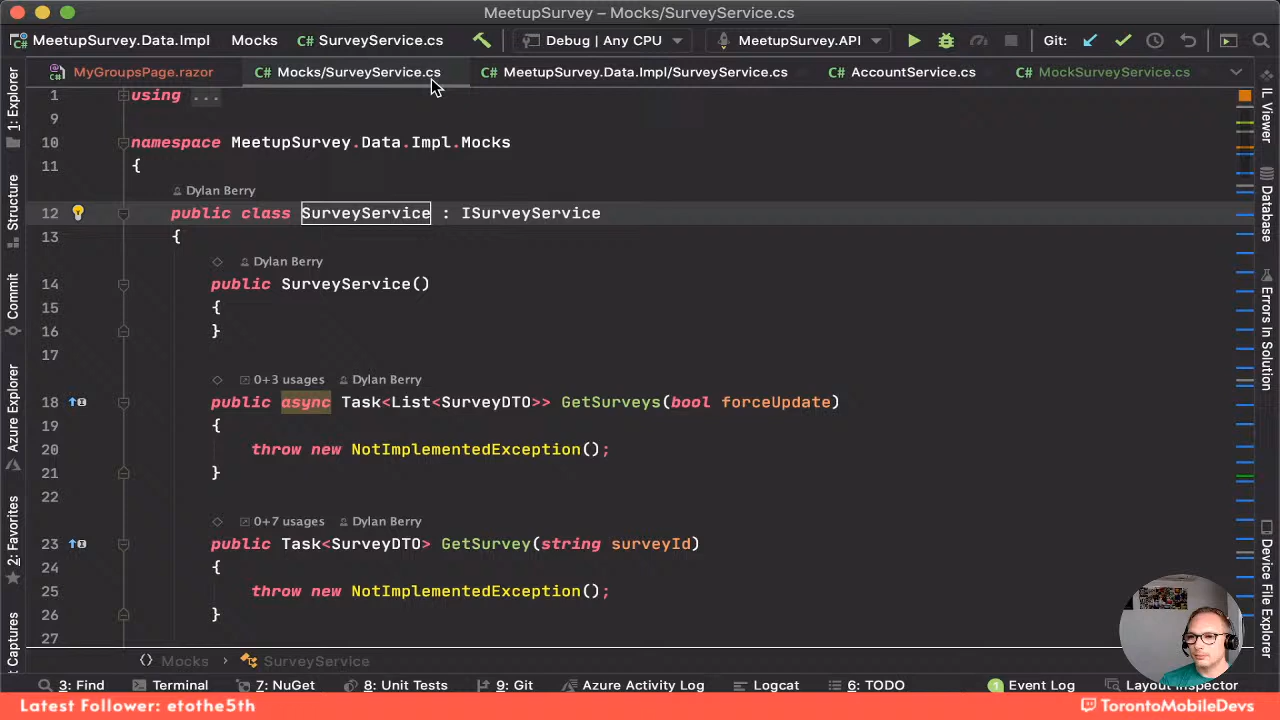 MeetupSurvey – Mocks/SurveyService.cs
MeetupSurvey.Data.Impl Mocks C# SurveyService.cs Debug | Any CPU MeetupSurvey.API Git:
MyGroupsPage.razor C# Mocks/SurveyService.cs C# MeetupSurvey.Data.Impl/SurveyService.cs C# AccountService.cs C# MockSurveyService.cs
1: Explorer
Structure
Commit
Azure Explorer
2: Favorites
Captures
1 using ...
9
10 namespace MeetupSurvey.Data.Impl.Mocks
11 {
Dylan Berry
12 public class SurveyService : ISurveyService
13 {
Dylan Berry
14 public SurveyService()
15 {
16 }
17
0+3 usages Dylan Berry
18 public async Task<List<SurveyDTO>> GetSurveys(bool forceUpdate)
19 {
20 throw new NotImplementedException();
21 }
22
0+7 usages Dylan Berry
23 public Task<SurveyDTO> GetSurvey(string surveyId)
24 {
25 throw new NotImplementedException();
26 }
27
IL Viewer
Database
Errors In Solution
Device File Explorer
Mocks › SurveyService
3: Find Terminal 7: NuGet 8: Unit Tests 9: Git Azure Activity Log Logcat 6: TODO 1 Event Log Layout Inspector
Latest Follower: etothe5th TorontoMobileDevs